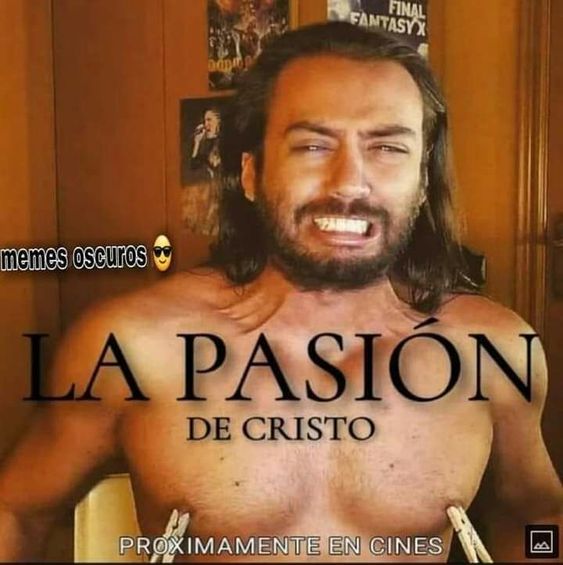 FINAL
FANTASY X
memes oscuros 😎
LA PASIÓN
DE CRISTO
PROXIMAMENTE EN CINES